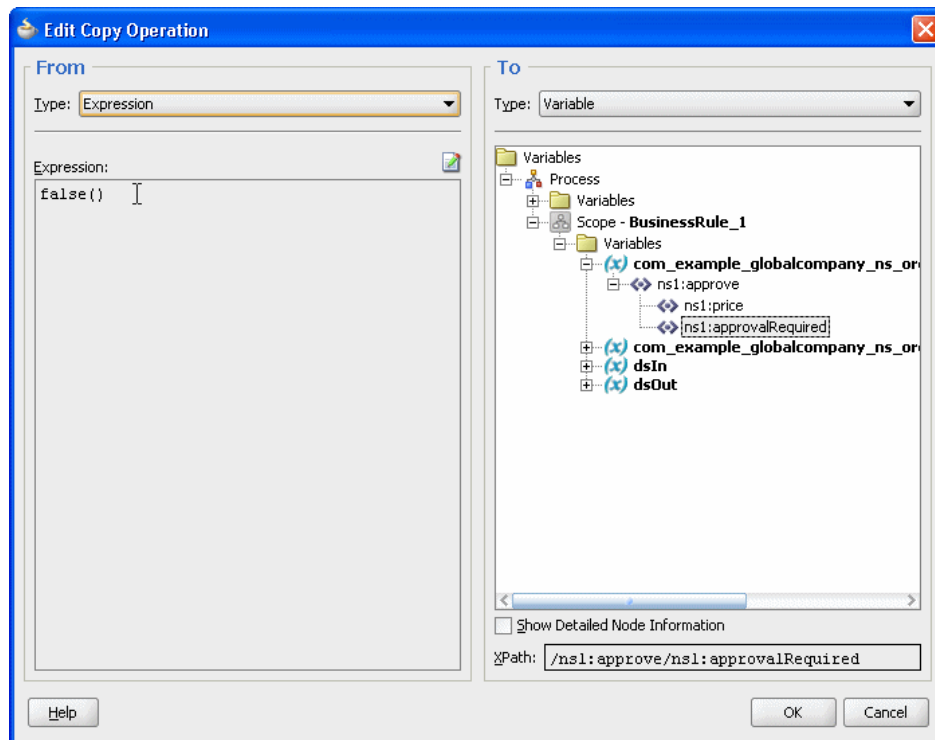 Edit Copy Operation
From
Type: Expression
Expression:
false()
To
Type: Variable
Variables
Process
Variables
Scope - BusinessRule_1
Variables
(x) com_example_globalcompany_ns_or
ns1:approve
ns1:price
ns1:approvalRequired
(x) com_example_globalcompany_ns_or
(x) dsIn
(x) dsOut
Show Detailed Node Information
XPath: /ns1:approve/ns1:approvalRequired
Help
OK
Cancel